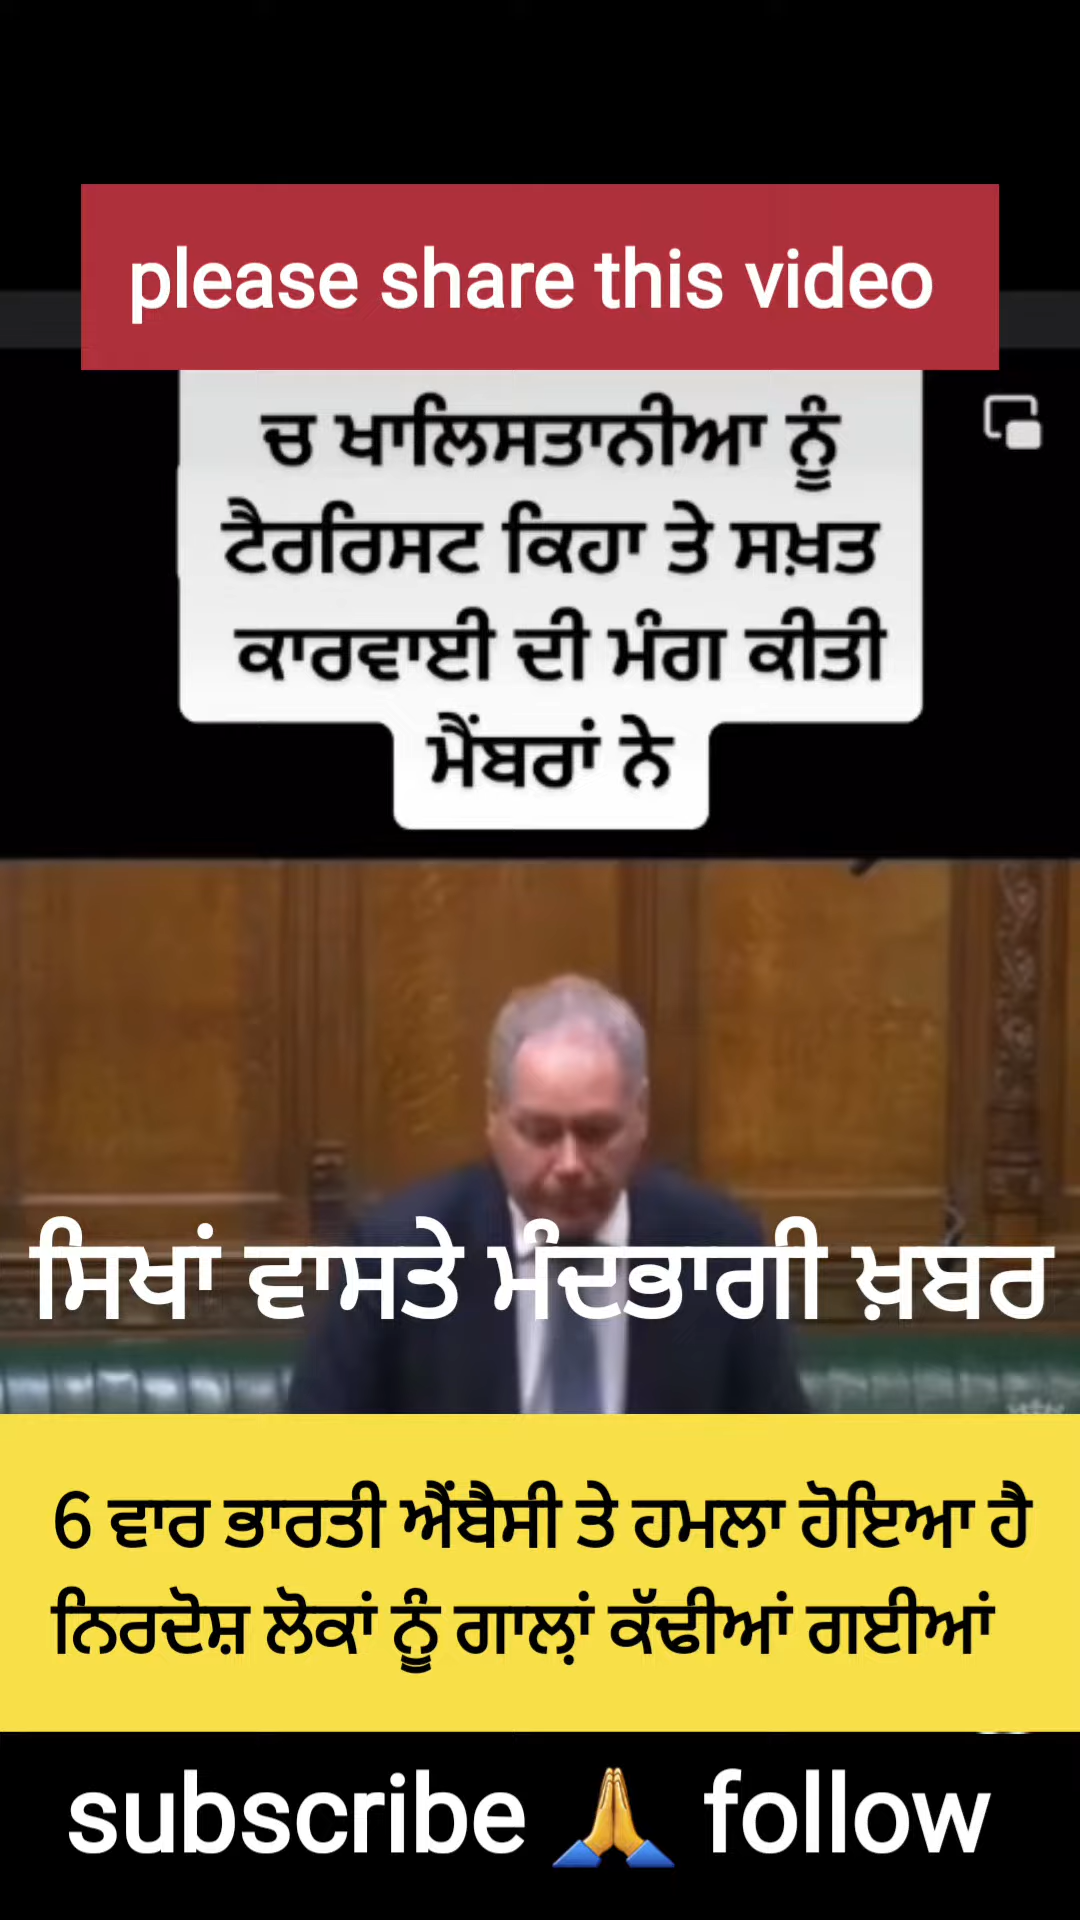 please share this video
ਚ ਖਾਲਿਸਤਾਨੀਆ ਨੂੰ
ਟੈਰਰਿਸਟ ਕਿਹਾ ਤੇ ਸਖ਼ਤ
ਕਾਰਵਾਈ ਦੀ ਮੰਗ ਕੀਤੀ
ਮੈਂਬਰਾਂ ਨੇ
ਸਿਖਾਂ ਵਾਸਤੇ ਮੰਦਭਾਗੀ ਖ਼ਬਰ
6 ਵਾਰ ਭਾਰਤੀ ਐਂਬੈਸੀ ਤੇ ਹਮਲਾ ਹੋਇਆ ਹੈ
ਨਿਰਦੋਸ਼ ਲੋਕਾਂ ਨੂੰ ਗਾਲ਼ਾਂ ਕੱਢੀਆਂ ਗਈਆਂ
subscribe 🙏 follow